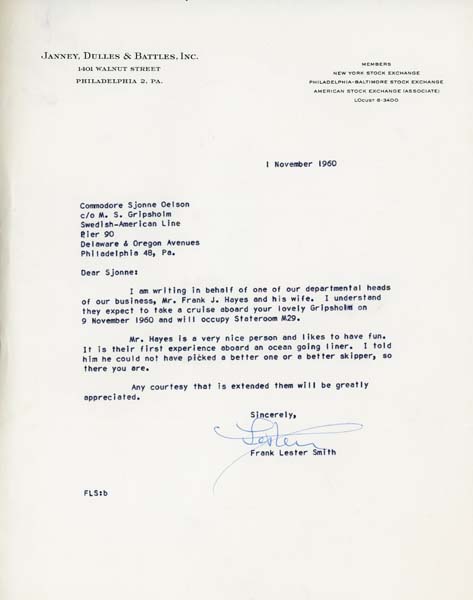 JANNEY, DULLES & BATTLES, INC.
1401 WALNUT STREET
PHILADELPHIA 2, PA.
MEMBERS
NEW YORK STOCK EXCHANGE
PHILADELPHIA-BALTIMORE STOCK EXCHANGE
AMERICAN STOCK EXCHANGE (ASSOCIATE)
LOCUST 8-3400
1 November 1960
Commodore Sjonne Oelson
c/o M. S. Gripsholm
Swedish-American Line
Pier 90
Delaware & Oregon Avenues
Philadelphia 48, Pa.
Dear Sjonne:
I am writing in behalf of one of our departmental heads
of our business, Mr. Frank J. Hayes and his wife. I understand
they expect to take a cruise aboard your lovely Gripsholm on
9 November 1960 and will occupy Stateroom M29.
Mr. Hayes is a very nice person and likes to have fun.
It is their first experience aboard an ocean going liner. I told
him he could not have picked a better one or a better skipper, so
there you are.
Any courtesy that is extended them will be greatly
appreciated.
Sincerely,
Lester
Frank Lester Smith
FLS:b